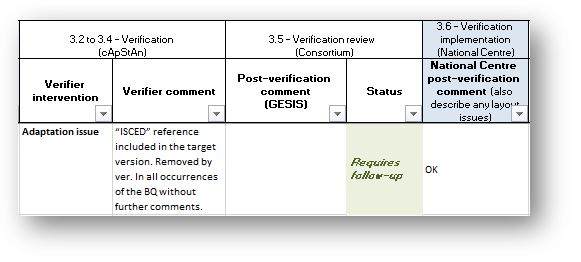 3.2 to 3.4 – Verification
(cApStAn)
3.5 – Verification review
(Consortium)
3.6 – Verification
implementation
(National Centre)
Verifier
intervention
Verifier comment
Post-verification
comment
(GESIS)
Status
National Centre
post-verification
comment (also
describe any layout
issues)
Adaptation issue
“ISCED” reference
included in the target
version. Removed by
ver. In all occurrences
of the BQ without
further comments.
Requires
follow-up
OK